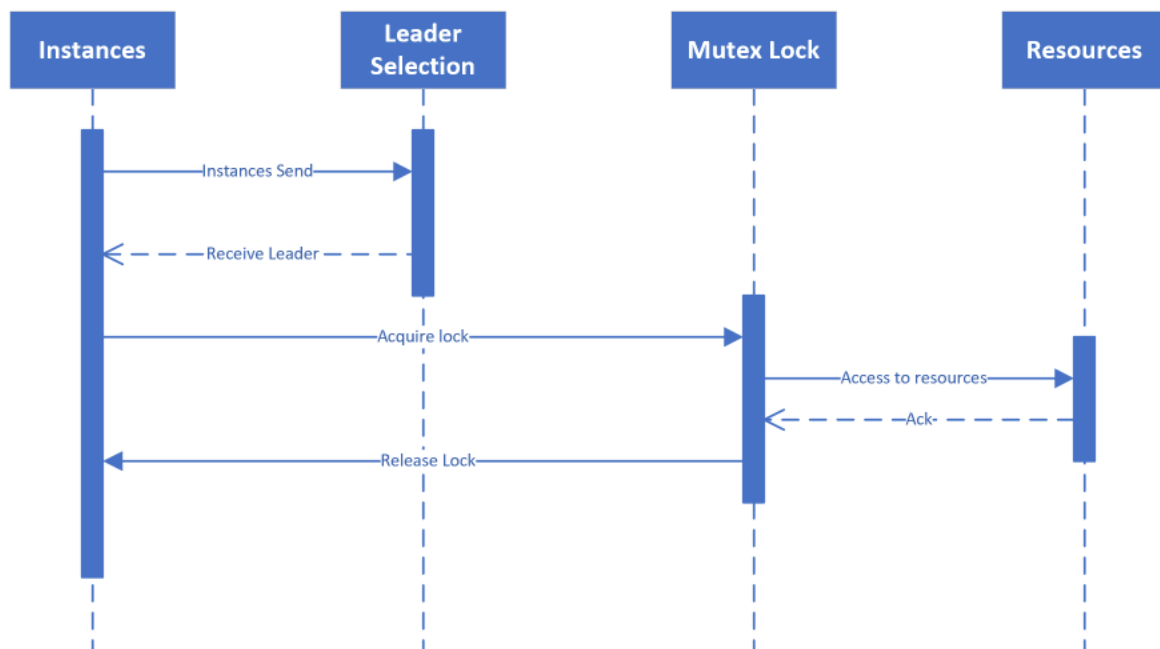 Instances
Leader
Selection
Mutex Lock
Resources
Instances Send
Receive Leader
Acquire lock
Access to resources
Ack
Release Lock